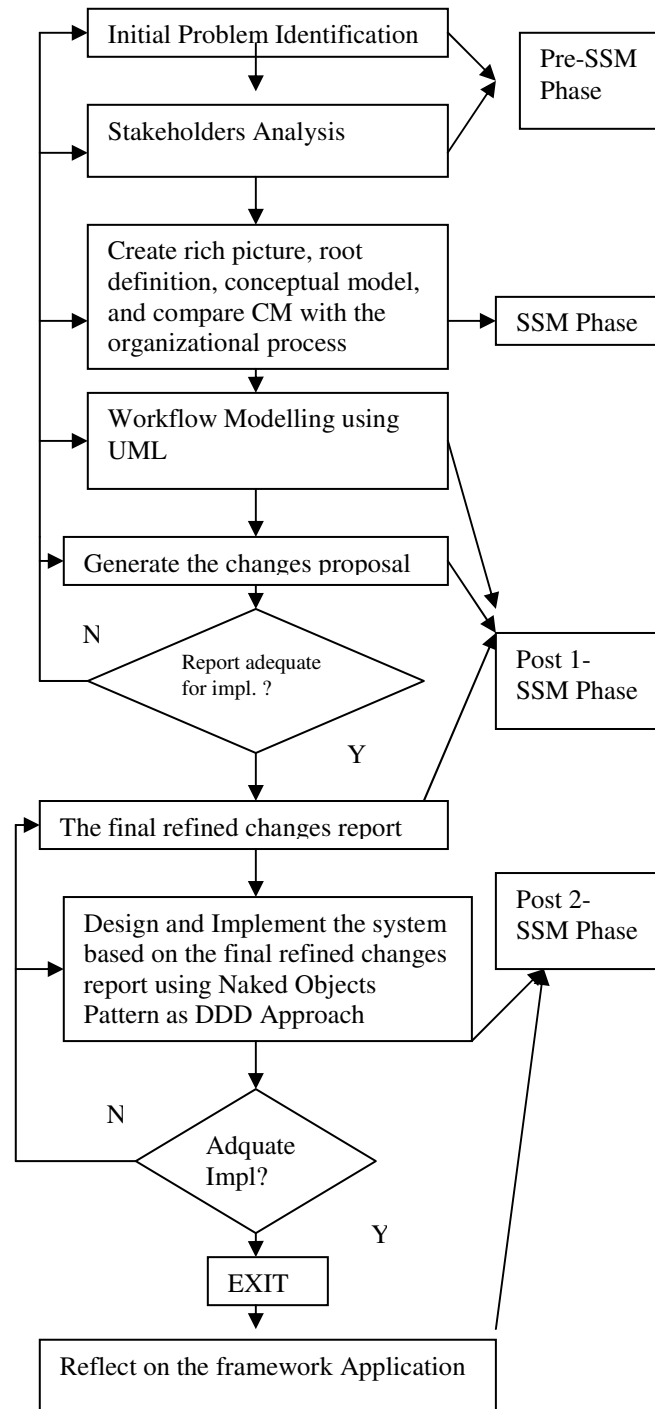 Initial Problem Identification
Pre-SSM
Phase
Stakeholders Analysis
Create rich picture, root
definition, conceptual model,
and compare CM with the
organizational process
SSM Phase
Workflow Modelling using
UML
Generate the changes proposal
N
Report adequate
for impl. ?
Post 1-
SSM Phase
Y
The final refined changes report
Post 2-
SSM Phase
Design and Implement the system
based on the final refined changes
report using Naked Objects
Pattern as DDD Approach
N
Adquate
Impl?
Y
EXIT
Reflect on the framework Application